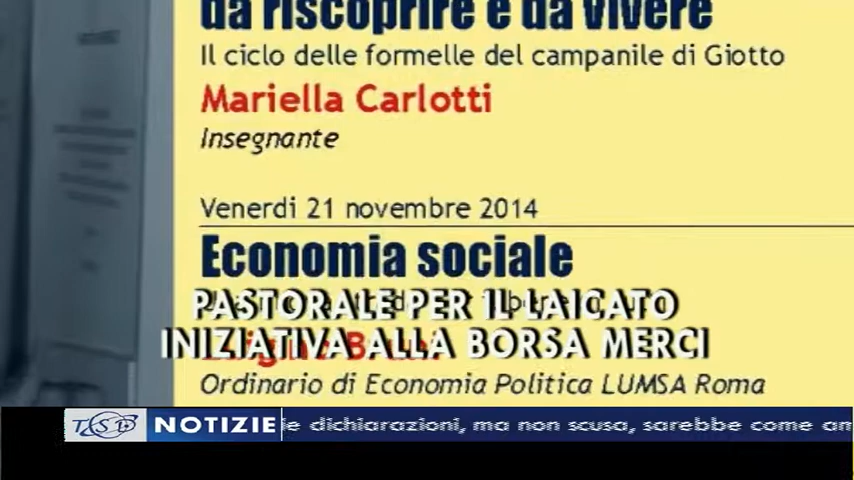 da riscoprire e da vivere
Il ciclo delle formelle del campanile di Giotto
Mariella Carlotti
Insegnante
Venerdi 21 novembre 2014
Economia sociale
PASTORALE PER IL LAICATO
INIZIATIVA ALLA BORSA MERCI
Ordinario di Economia Politica LUMSA Roma
NOTIZIE
dichiarazioni, ma non scusa, sarebbe come am